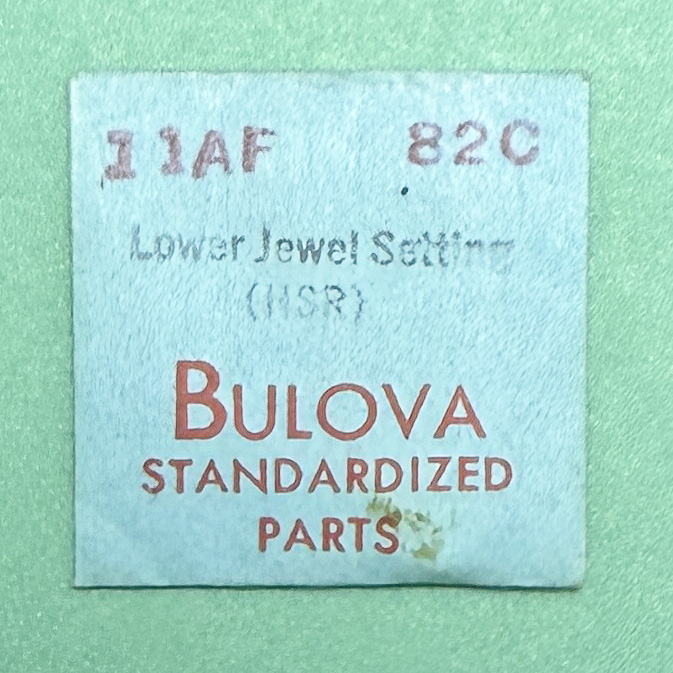 11AF 82C
Lower Jewel Setting
(HSR)
BULOVA
STANDARDIZED
PARTS